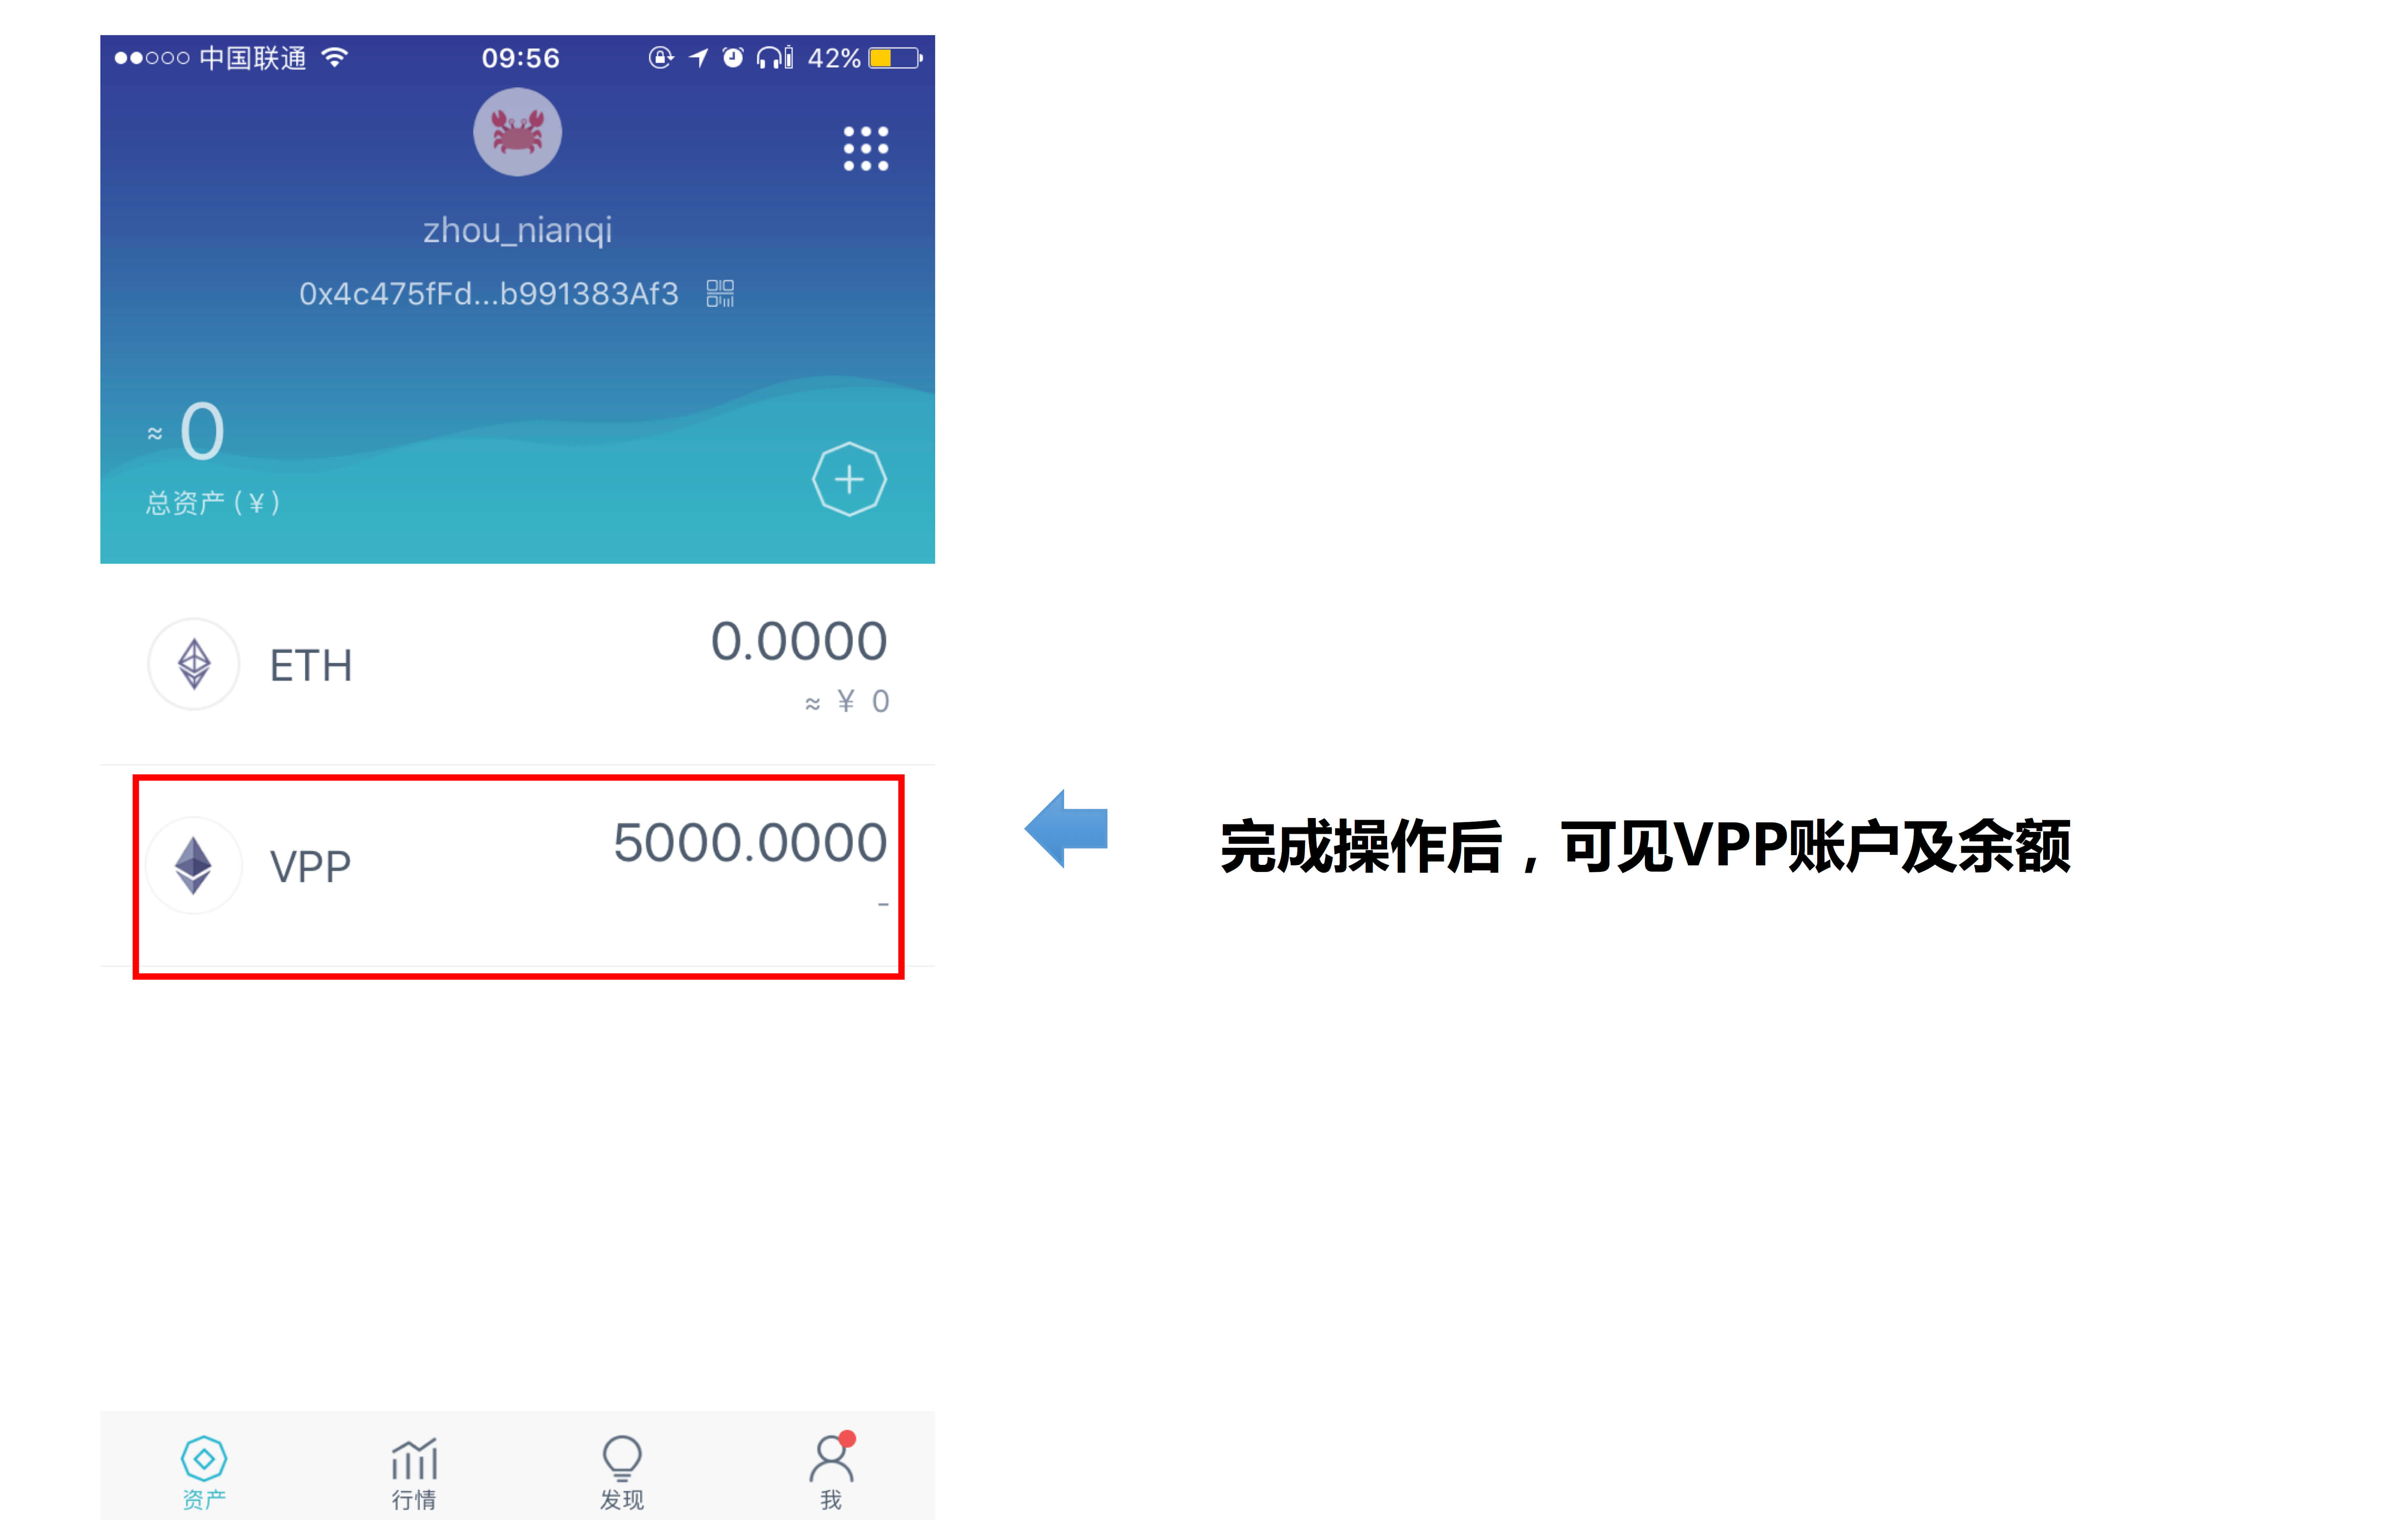 中国联通 09:56 42%
zhou_nianqi
0x4c475fFd...b991383Af3
≈ 0
总资产(¥)
ETH 0.0000
≈ ¥ 0
VPP 5000.0000
-
完成操作后，可见VPP账户及余额
资产 行情 发现 我